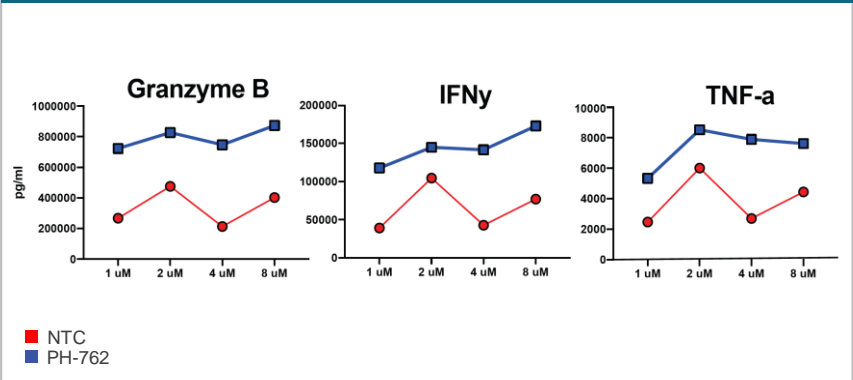 Granzyme B
IFNy
TNF-a
pg/ml
1000000
800000
600000
400000
200000
0
1 uM
2 uM
4 uM
8 uM
200000
150000
100000
50000
0
1 uM
2 uM
4 uM
8 uM
10000
8000
6000
4000
2000
0
1 uM
2 uM
4 uM
8 uM
NTC
PH-762